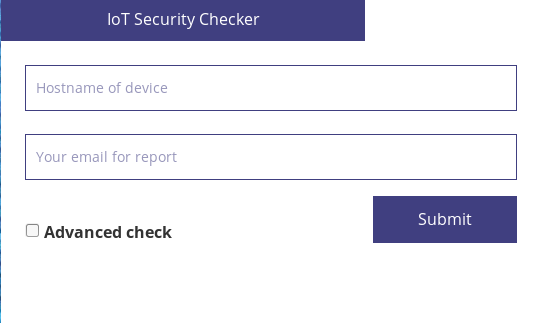 IoT Security Checker
Hostname of device
Your email for report
Advanced check
Submit